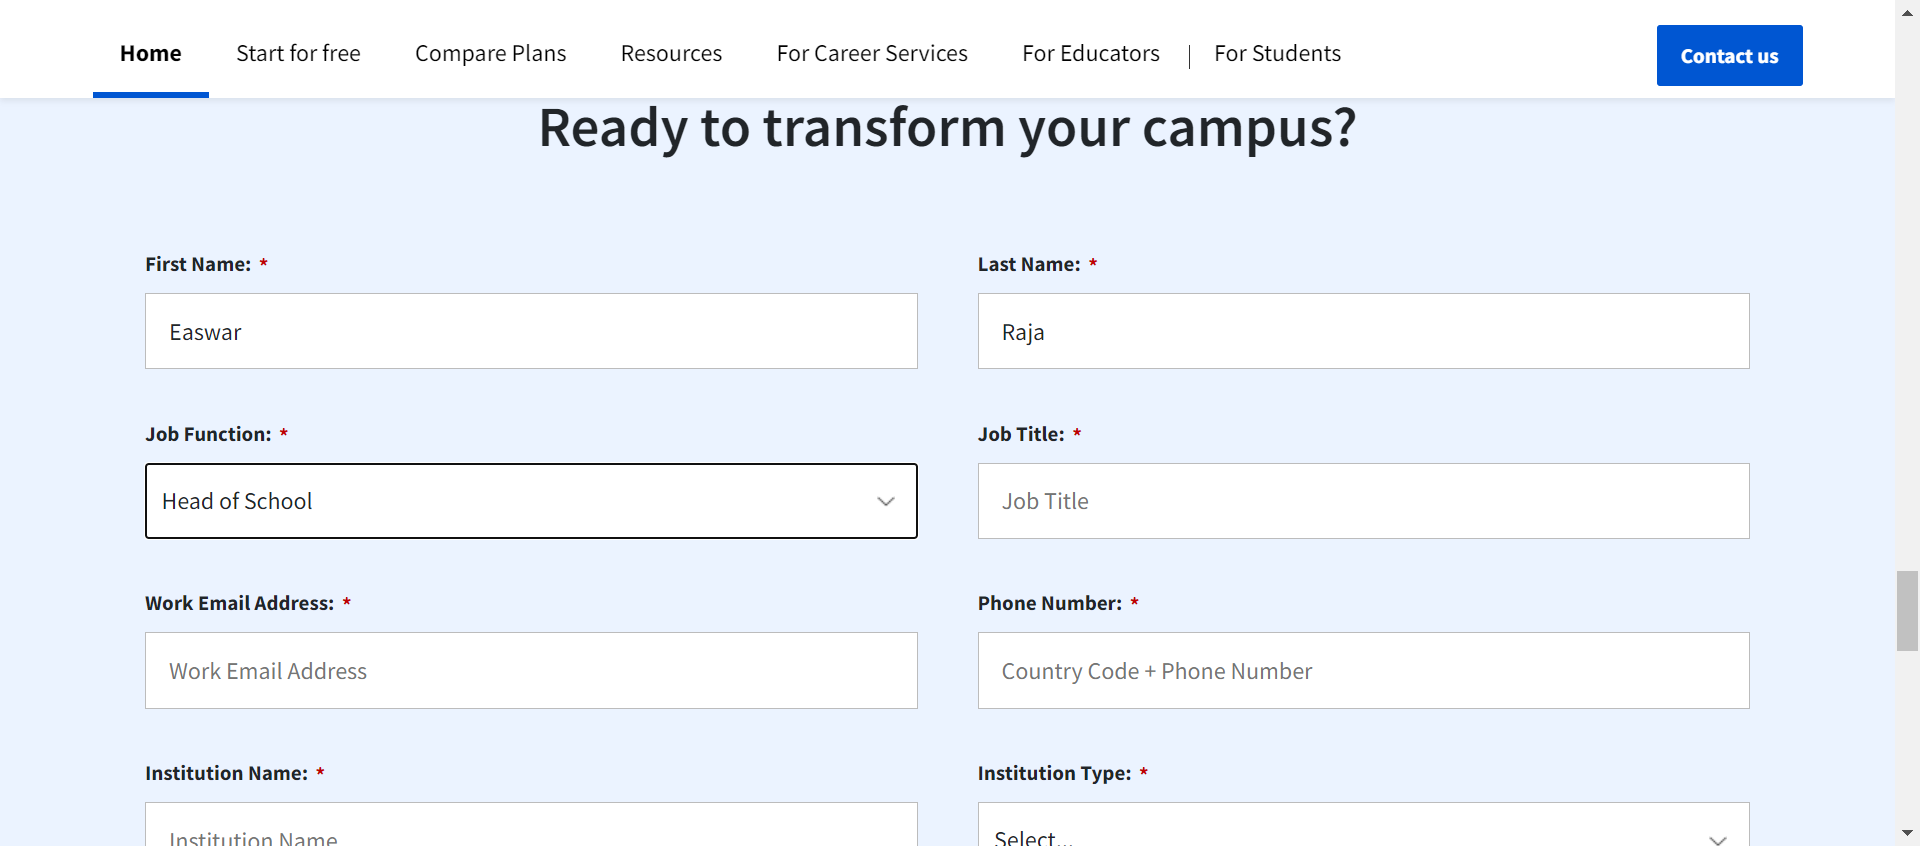 Home Start for free Compare Plans Resources For Career Services For Educators | For Students Contact us
Ready to transform your campus?
First Name: * Last Name: *
Easwar Raja
Job Function: * Job Title: *
Head of School Job Title
Work Email Address: * Phone Number: *
Work Email Address Country Code + Phone Number
Institution Name: * Institution Type: *
Institution Name Select...